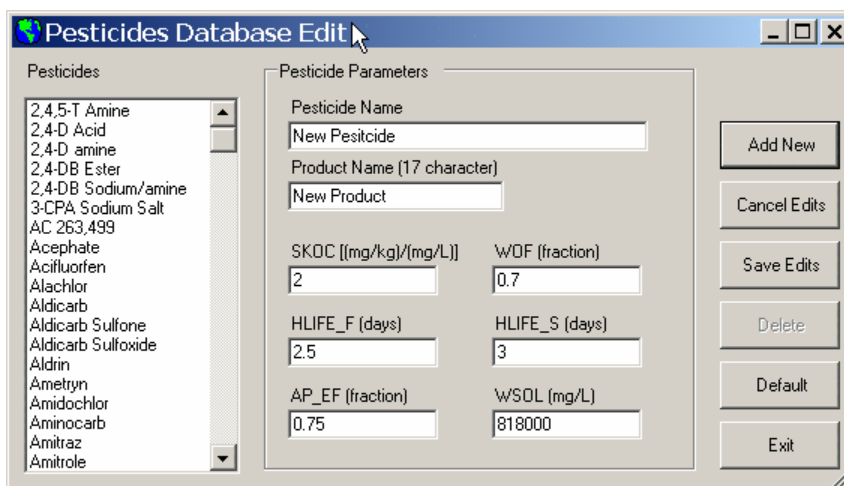 Pesticides Database Edit
Pesticides
2,4,5-T Amine
2,4-D Acid
2,4-D amine
2,4-DB Ester
2,4-DB Sodium/amine
3-CPA Sodium Salt
AC 263,499
Acephate
Acifluorfen
Alachlor
Aldicarb
Aldicarb Sulfone
Aldicarb Sulfoxide
Aldrin
Ametryn
Amidochlor
Aminocarb
Amitraz
Amitrole
Pesticide Parameters
Pesticide Name
New Pesitcide
Product Name (17 character)
New Product
SKOC [(mg/kg)/(mg/L)]
2
WOF (fraction)
0.7
HLIFE_F (days)
2.5
HLIFE_S (days)
3
AP_EF (fraction)
0.75
WSOL (mg/L)
818000
Add New
Cancel Edits
Save Edits
Delete
Default
Exit